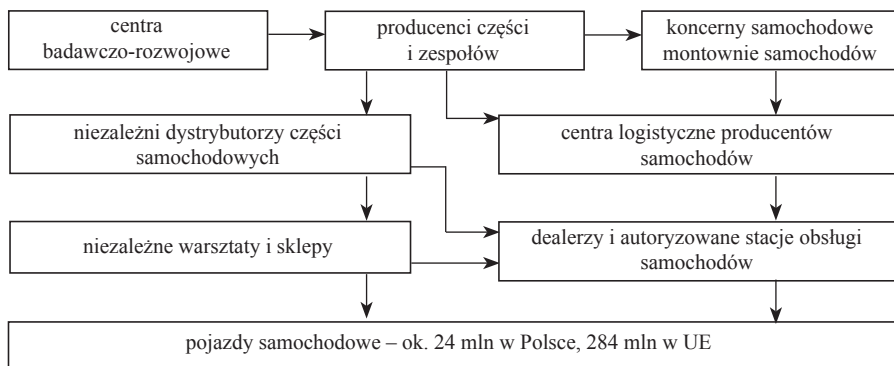 centra
badawczo-rozwojowe
producenci części
i zespołów
koncerny samochodowe
montownie samochodów
niezależni dystrybutorzy części
samochodowych
centra logistyczne producentów
samochodów
niezależne warsztaty i sklepy
dealerzy i autoryzowane stacje obsługi
samochodów
pojazdy samochodowe – ok. 24 mln w Polsce, 284 mln w UE